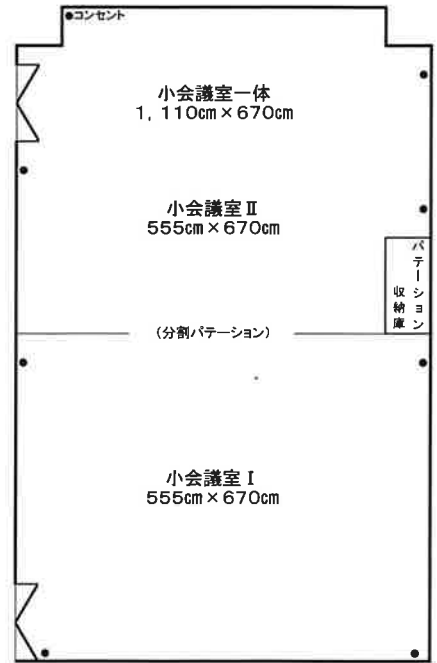 ●コンセント
小会議室一体
1,110cm×670cm
小会議室Ⅱ
555cm×670cm
パテーション
収納庫
(分割パテーション)
小会議室Ⅰ
555cm×670cm